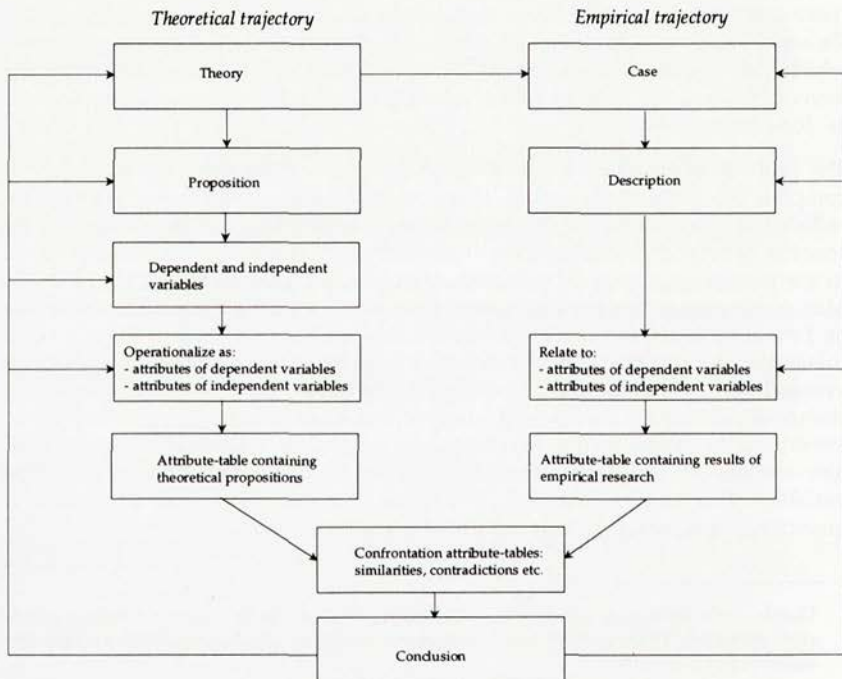 Theoretical trajectory
Empirical trajectory
Theory
Case
Proposition
Description
Dependent and independent
variables
Operationalize as:
- attributes of dependent variables
- attributes of independent variables
Relate to:
- attributes of dependent variables
- attributes of independent variables
Attribute-table containing
theoretical propositions
Attribute-table containing results of
empirical research
Confrontation attribute-tables:
similarities, contradictions etc.
Conclusion